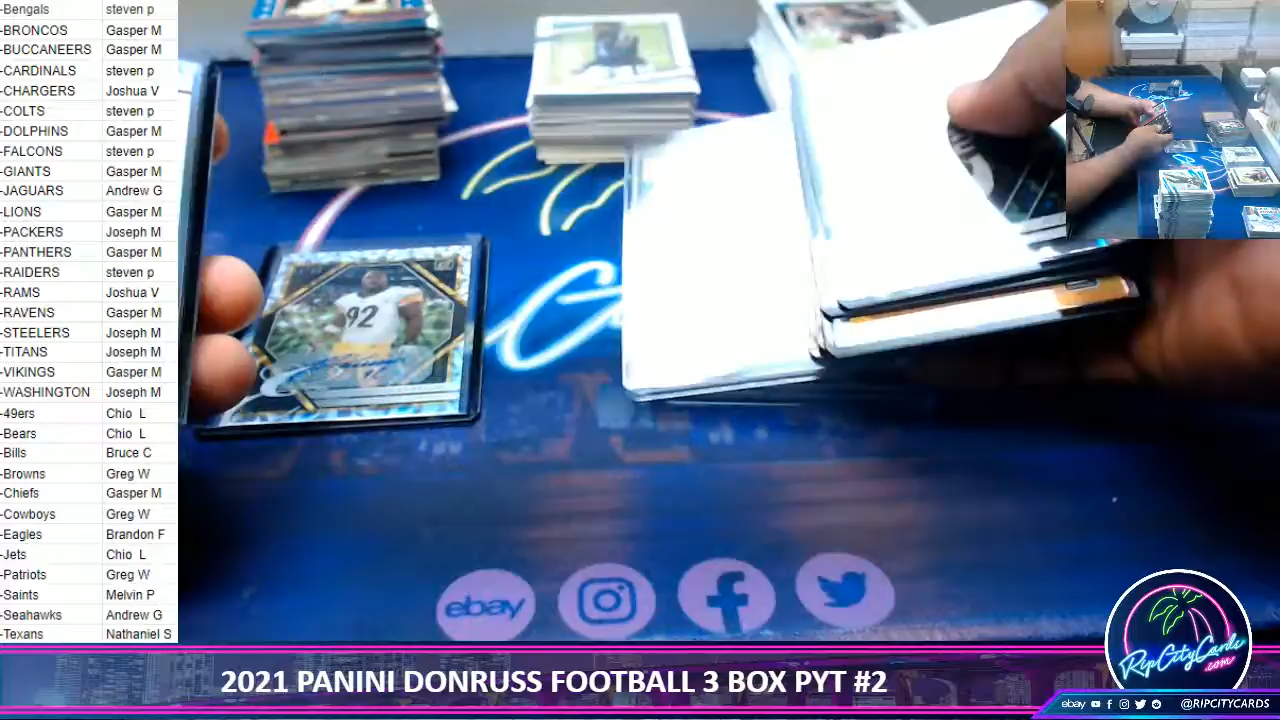 -Bengals steven p
-BRONCOS Gasper M
-BUCCANEERS Gasper M
-CARDINALS steven p
-CHARGERS Joshua V
-COLTS steven p
-DOLPHINS Gasper M
-FALCONS steven p
-GIANTS Gasper M
-JAGUARS Andrew G
-LIONS Gasper M
-PACKERS Joseph M
-PANTHERS Gasper M
-RAIDERS steven p
-RAMS Joshua V
-RAVENS Gasper M
-STEELERS Joseph M
-TITANS Joseph M
-VIKINGS Gasper M
-WASHINGTON Joseph M
-49ers Chio L
-Bears Chio L
-Bills Bruce C
-Browns Greg W
-Chiefs Gasper M
-Cowboys Greg W
-Eagles Brandon F
-Jets Chio L
-Patriots Greg W
-Saints Melvin P
-Seahawks Andrew G
-Texans Nathaniel S
92
ebay
RipCityCards
.com
2021 PANINI DONRUSS FOOTBALL 3 BOX PYT #2
ebay @RIPCITYCARDS